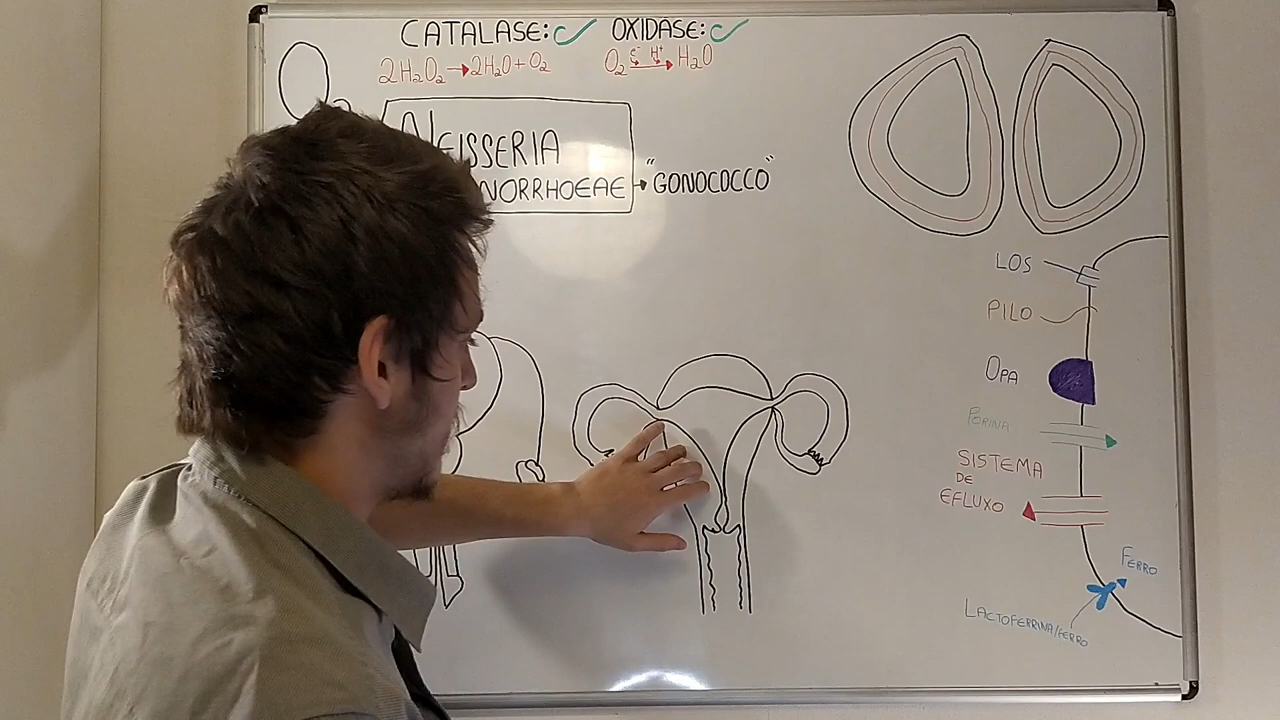 CATALASE: OXIDASE:
2H₂O₂ → 2H₂O + O₂
O₂ e⁻ H⁺ → H₂O
NEISSERIA
NORRHOEAE → "GONOCOCCO"
LOS
PILO
OPA
PORINA
SISTEMA
DE
EFLUXO
FERRO
LACTOFERRINA/FERRO